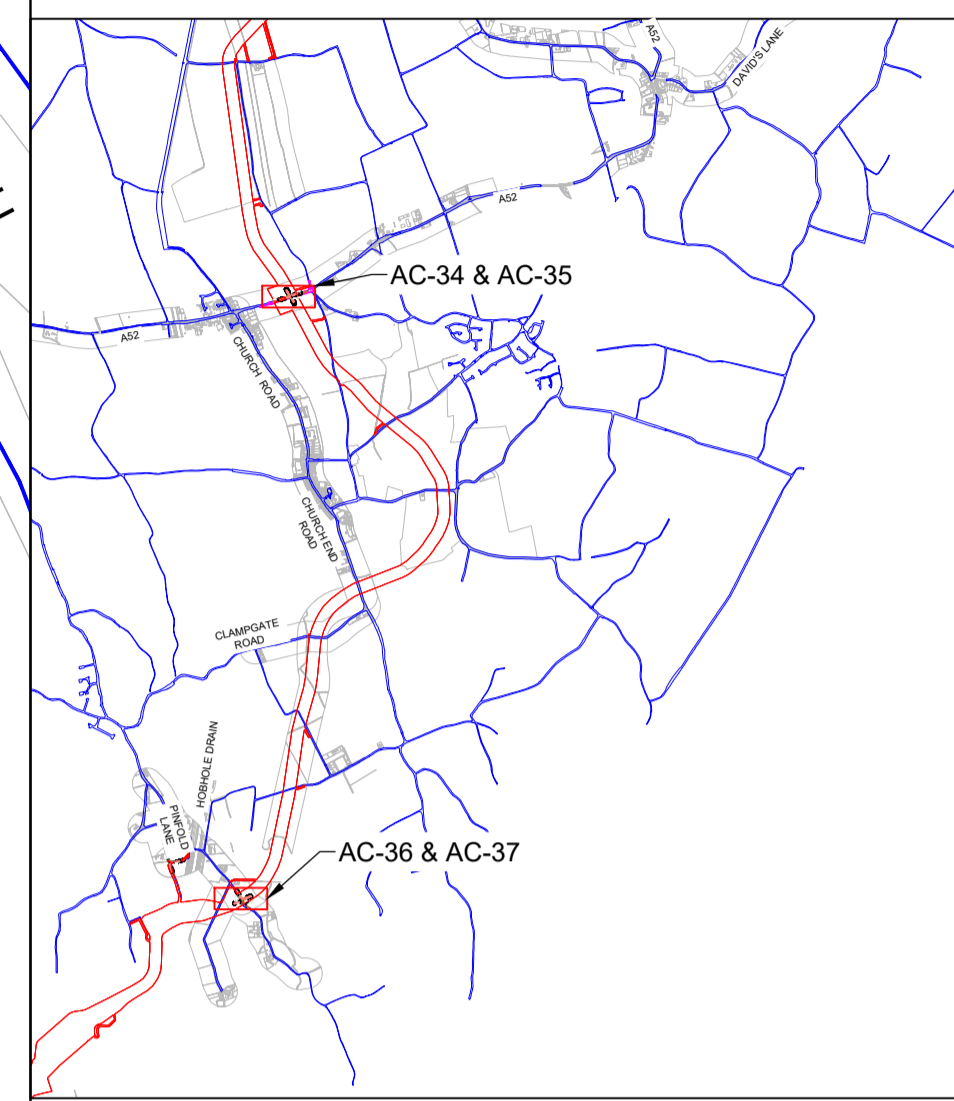 A52
DAVID'S LANE
A52
AC-34 & AC-35
A52
CHURCH ROAD
CHURCH END
ROAD
CLAMPGATE
ROAD
HOBHOLE DRAIN
PINFOLD
LANE
AC-36 & AC-37